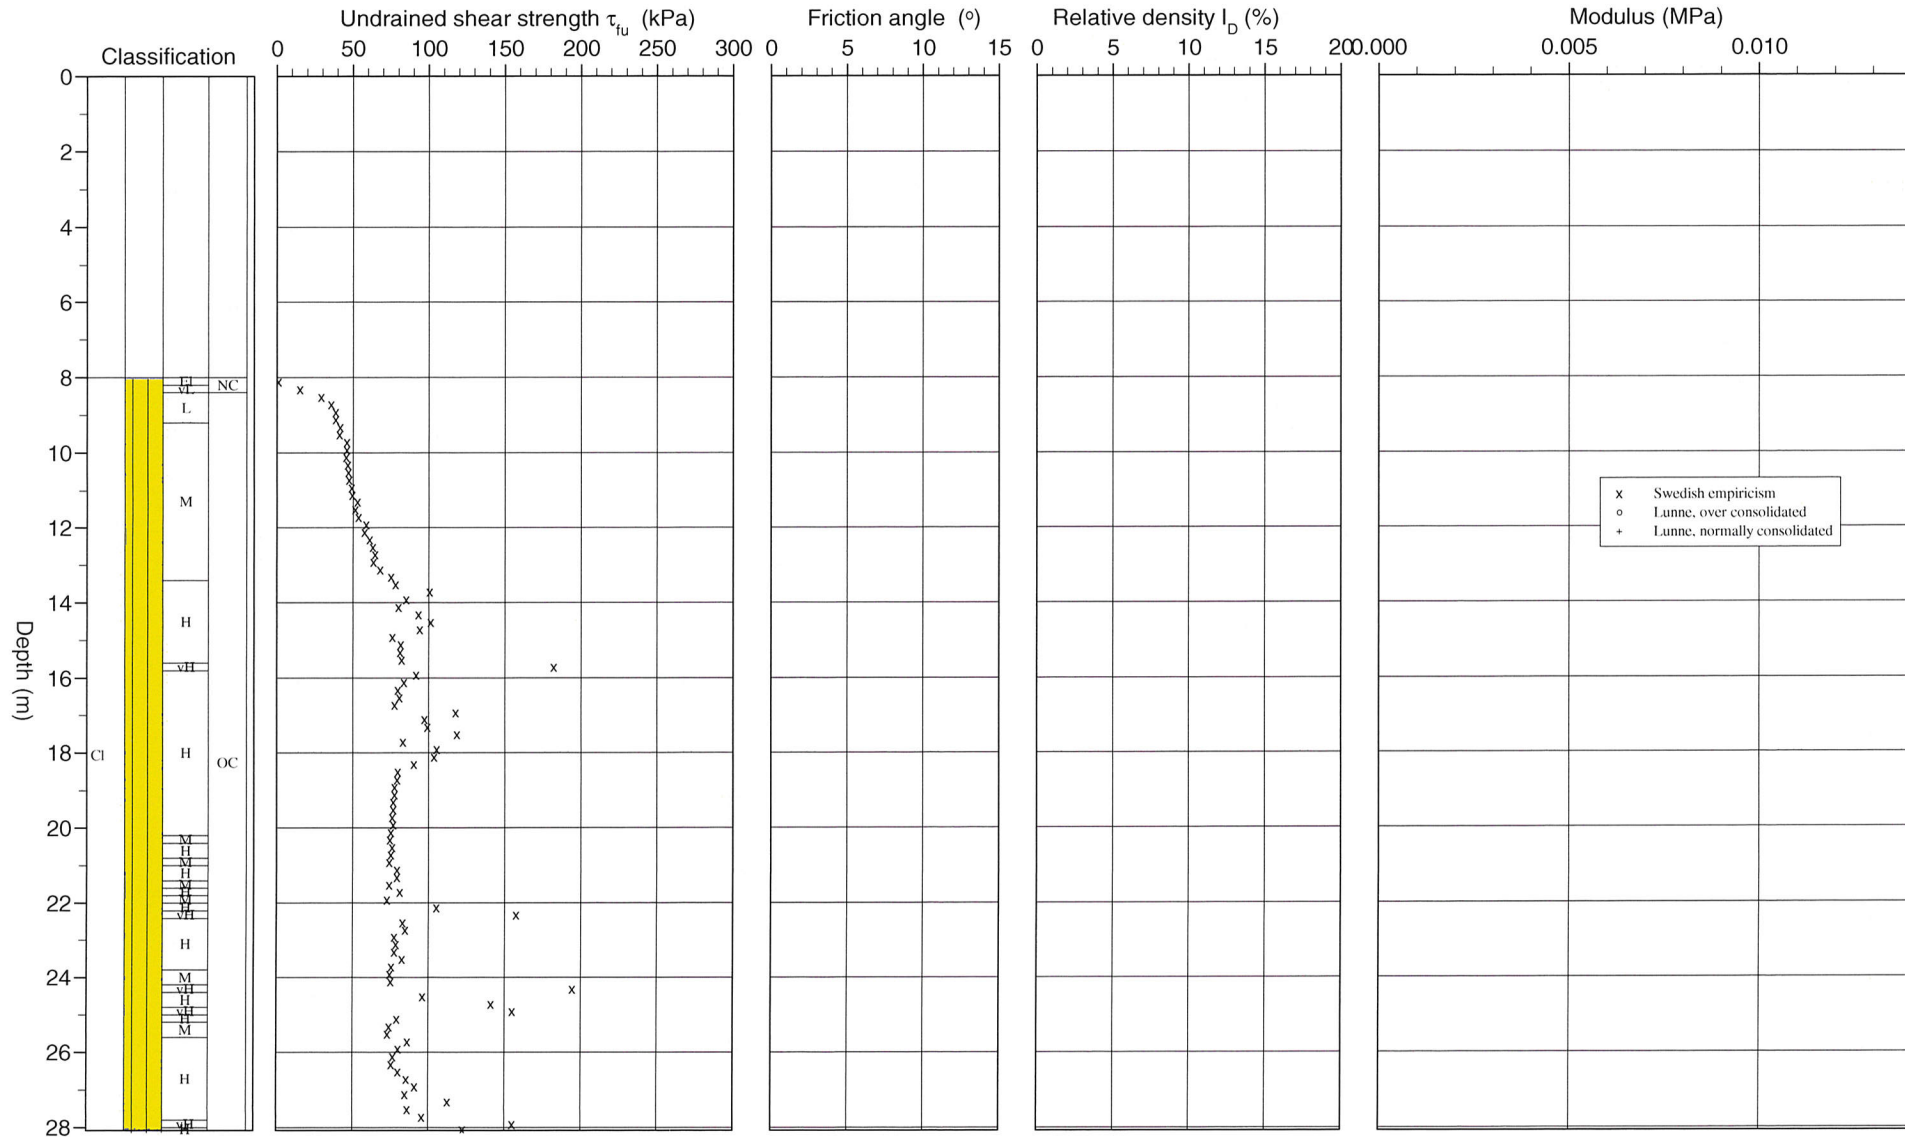 Undrained shear strength τfu (kPa)
Friction angle (°)
Relative density ID (%)
Modulus (MPa)
Classification
0 50 100 150 200 250 300
0 5 10 15
0 5 10 15 20
0.000 0.005 0.010
Depth (m)
0
2
4
6
8
10
12
14
16
18
20
22
24
26
28
Cl
vL
L
M
H
vH
H
M
H
M
H
M
H
M
H
vH
H
M
vH
H
vH
H
M
H
vH
H
NC
OC
x Swedish empiricism
o Lunne, over consolidated
+ Lunne, normally consolidated